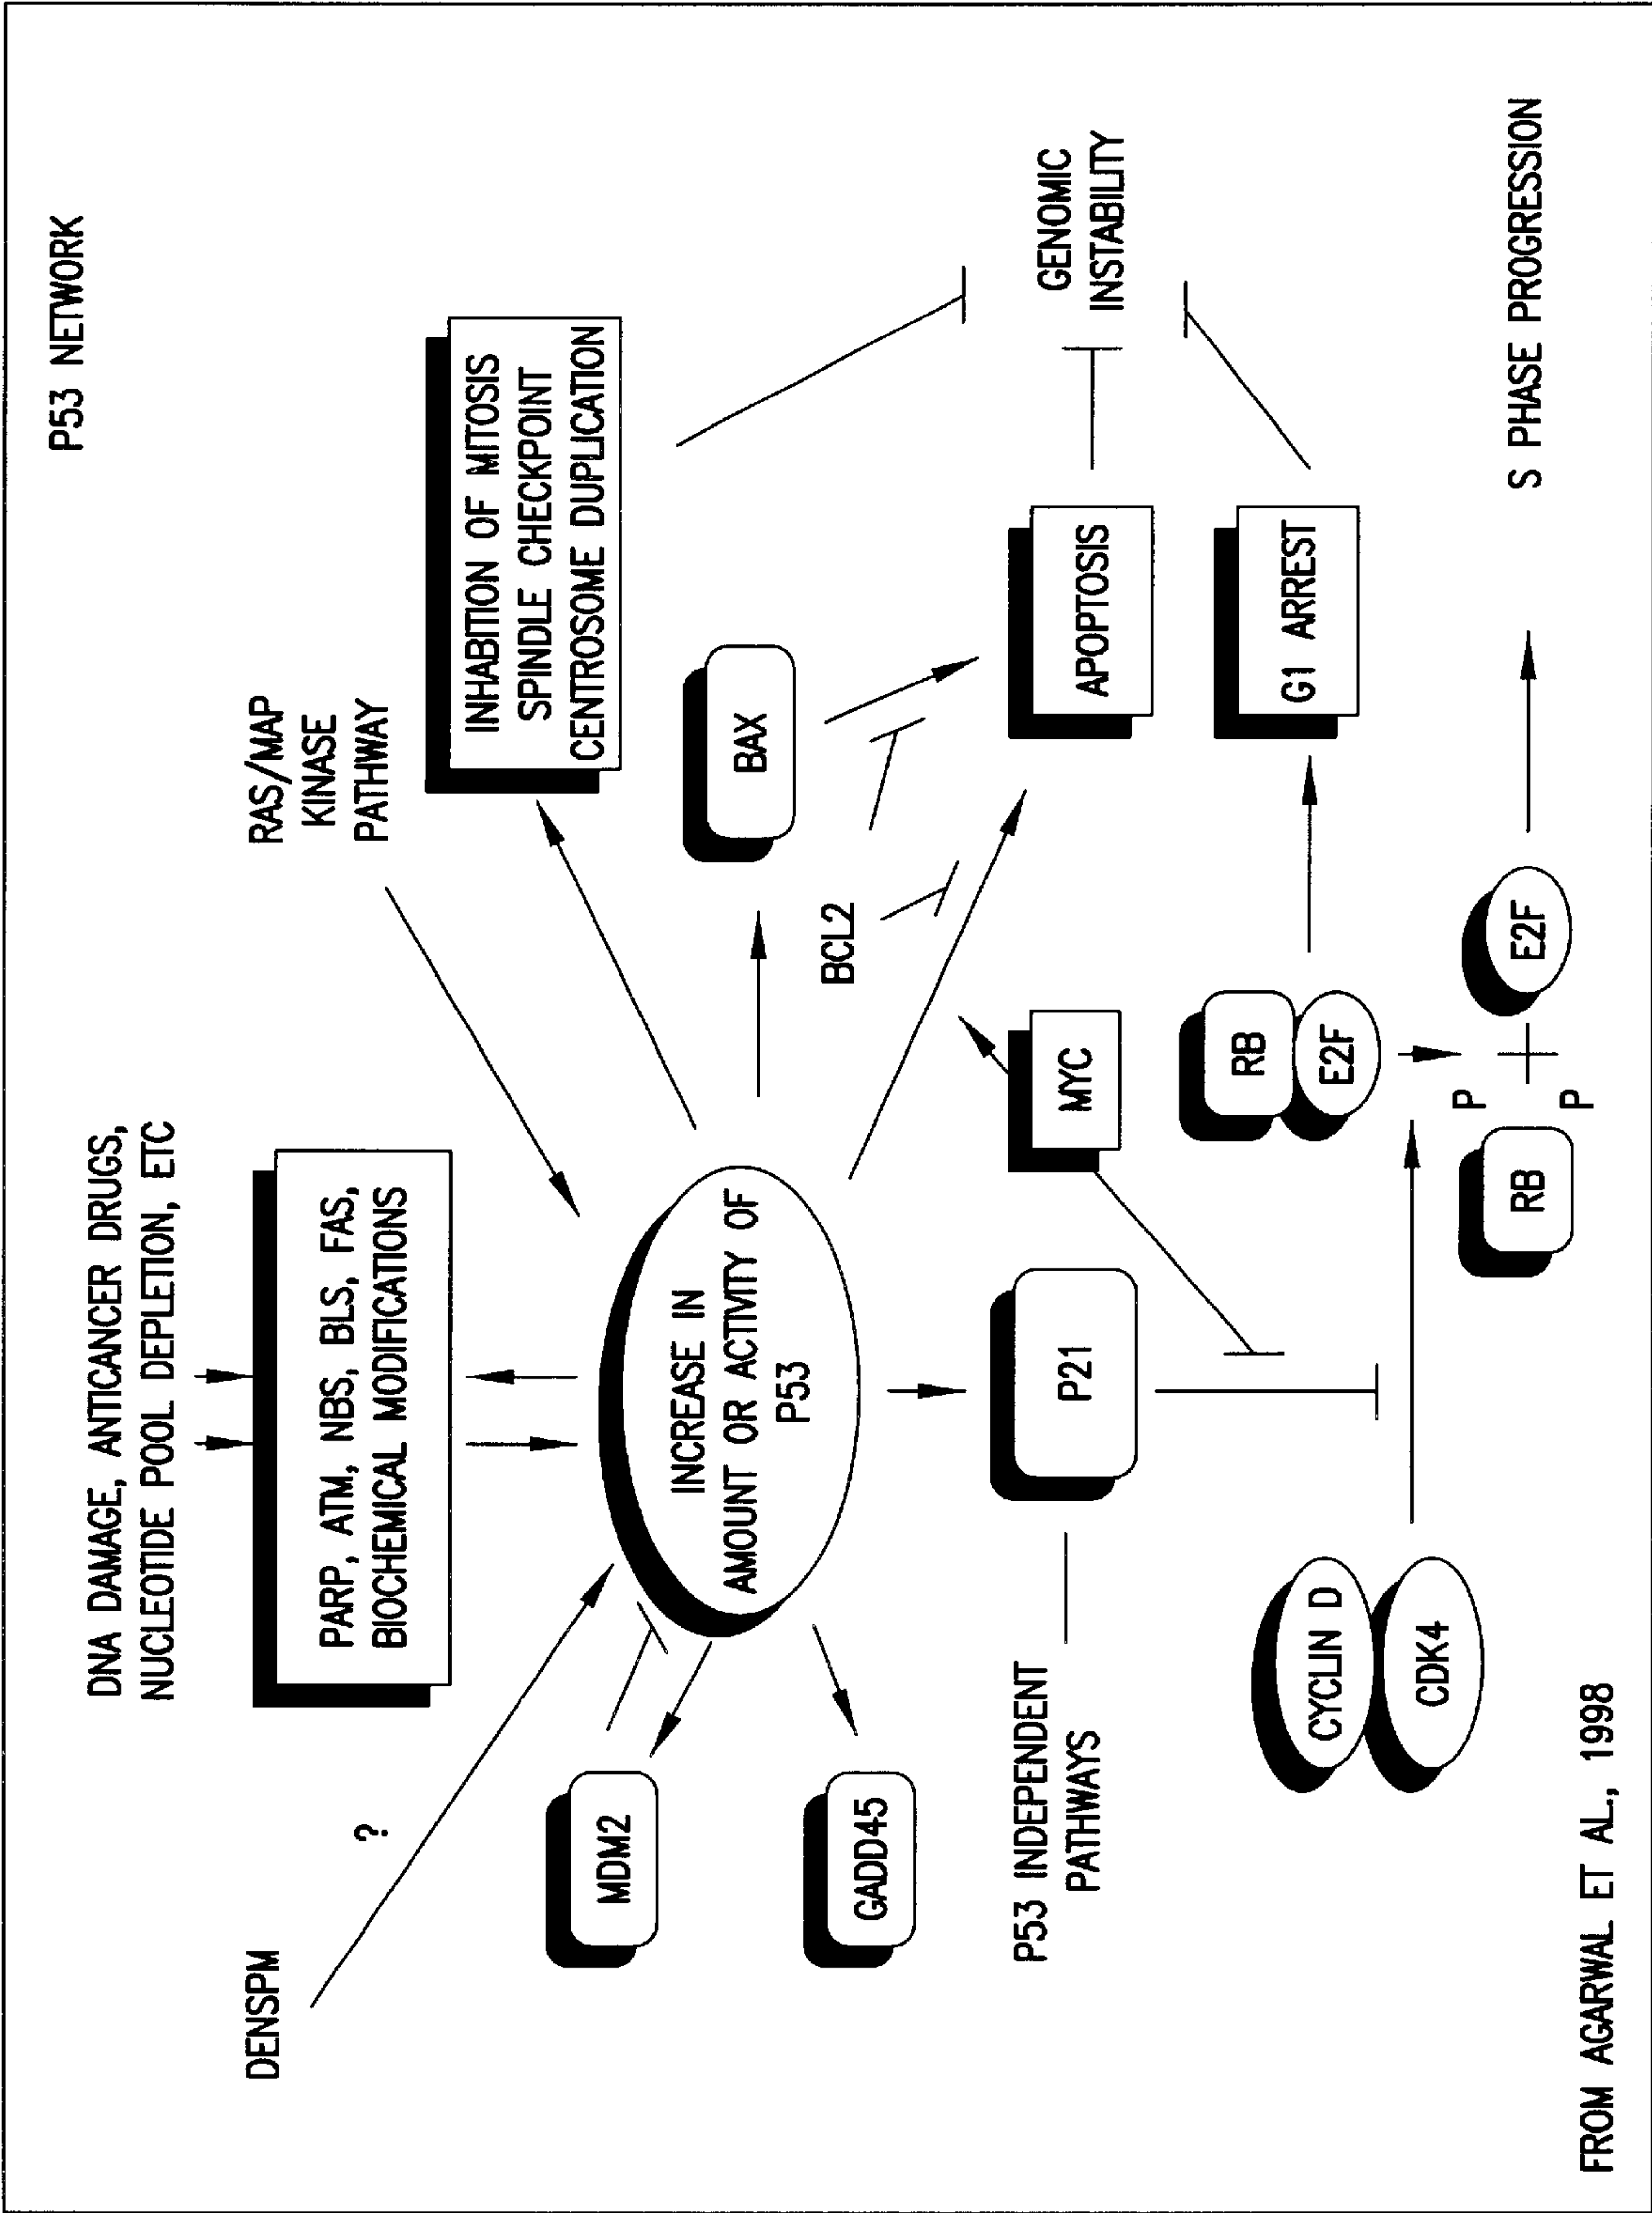 P53 NETWORK
DNA DAMAGE, ANTICANCER DRUGS,
NUCLEOTIDE POOL DEPLETION, ETC
DENSPM
?
RAS/MAP
KINASE
PATHWAY
PARP, ATM, NBS, BLS, FAS,
BIOCHEMICAL MODIFICATIONS
INHABITION OF MITOSIS
SPINDLE CHECKPOINT
CENTROSOME DUPLICATION
MDM2
INCREASE IN
AMOUNT OR ACTIVITY OF
P53
BAX
GADD45
BCL2
P53 INDEPENDENT
PATHWAYS
P21
MYC
APOPTOSIS
GENOMIC
INSTABILITY
RB
E2F
G1 ARREST
CYCLIN D
CDK4
P
RB
P
E2F
S PHASE PROGRESSION
FROM AGARWAL ET AL., 1998